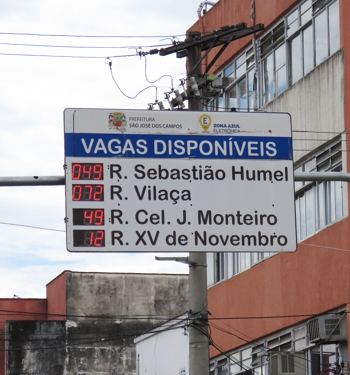 PREFEITURA
SÃO JOSÉ DOS CAMPOS
E ZONA AZUL
ELETRÔNICA
VAGAS DISPONÍVEIS
049 R. Sebastião Humel
072 R. Vilaça
49 R. Cel. J. Monteiro
12 R. XV de Novembro